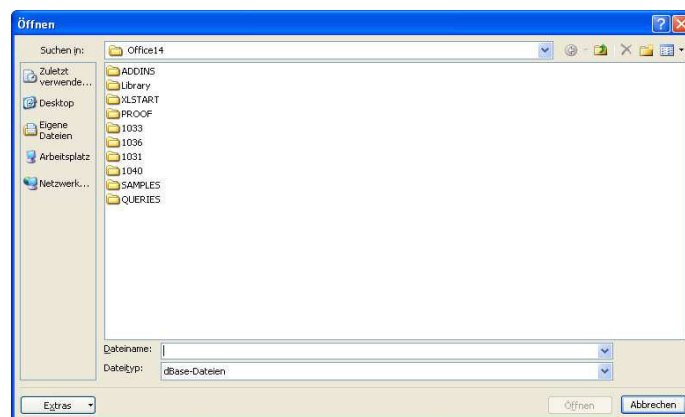 Öffnen
Suchen in:
Office14
Zuletzt
verwende...
Desktop
Eigene
Dateien
Arbeitsplatz
Netzwerk...
ADDINS
Library
XLSTART
PROOF
1033
1036
1031
1040
SAMPLES
QUERIES
Dateiname:
Dateityp:
dBase-Dateien
Extras
Öffnen
Abbrechen